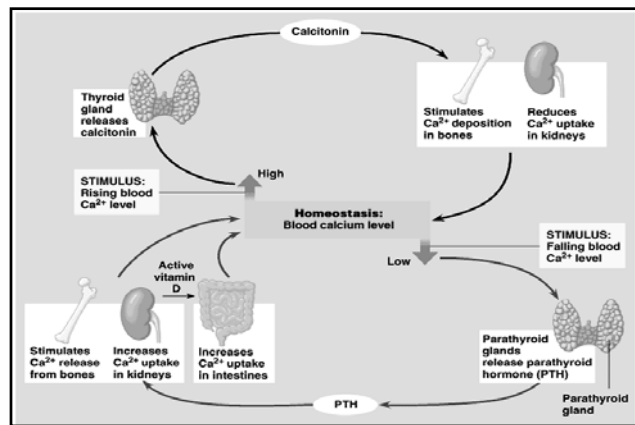 Calcitonin
Thyroid
gland
releases
calcitonin
Stimulates
Ca2+ deposition
in bones
Reduces
Ca2+ uptake
in kidneys
STIMULUS:
Rising blood
Ca2+ level
High
Homeostasis:
Blood calcium level
Low
STIMULUS:
Falling blood
Ca2+ level
Active
vitamin
D
Stimulates
Ca2+ release
from bones
Increases
Ca2+ uptake
in kidneys
Increases
Ca2+ uptake
in intestines
Parathyroid
glands
release parathyroid
hormone (PTH)
Parathyroid
gland
PTH